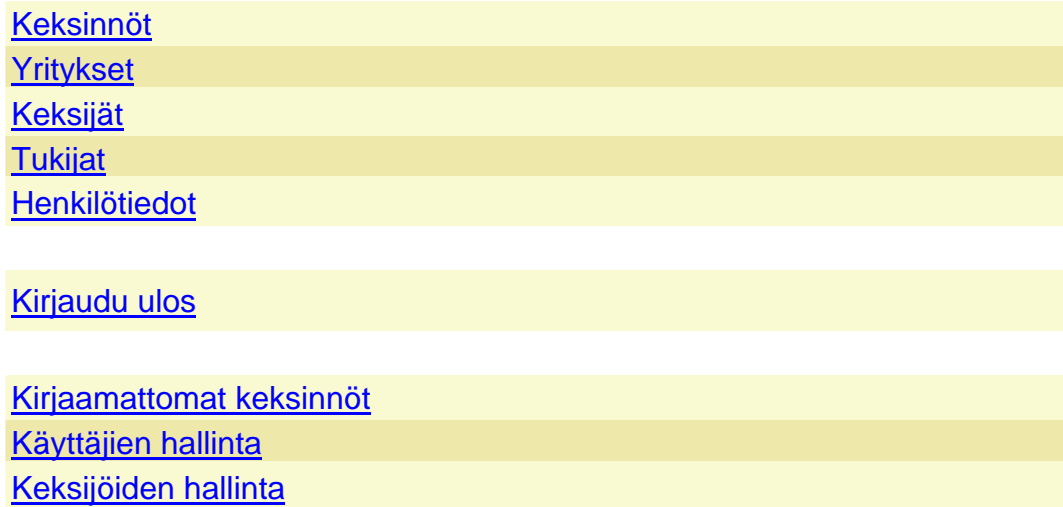 Keksinnöt
Yritykset
Keksijät
Tukijat
Henkilötiedot
Kirjaudu ulos
Kirjaamattomat keksinnöt
Käyttäjien hallinta
Keksijöiden hallinta